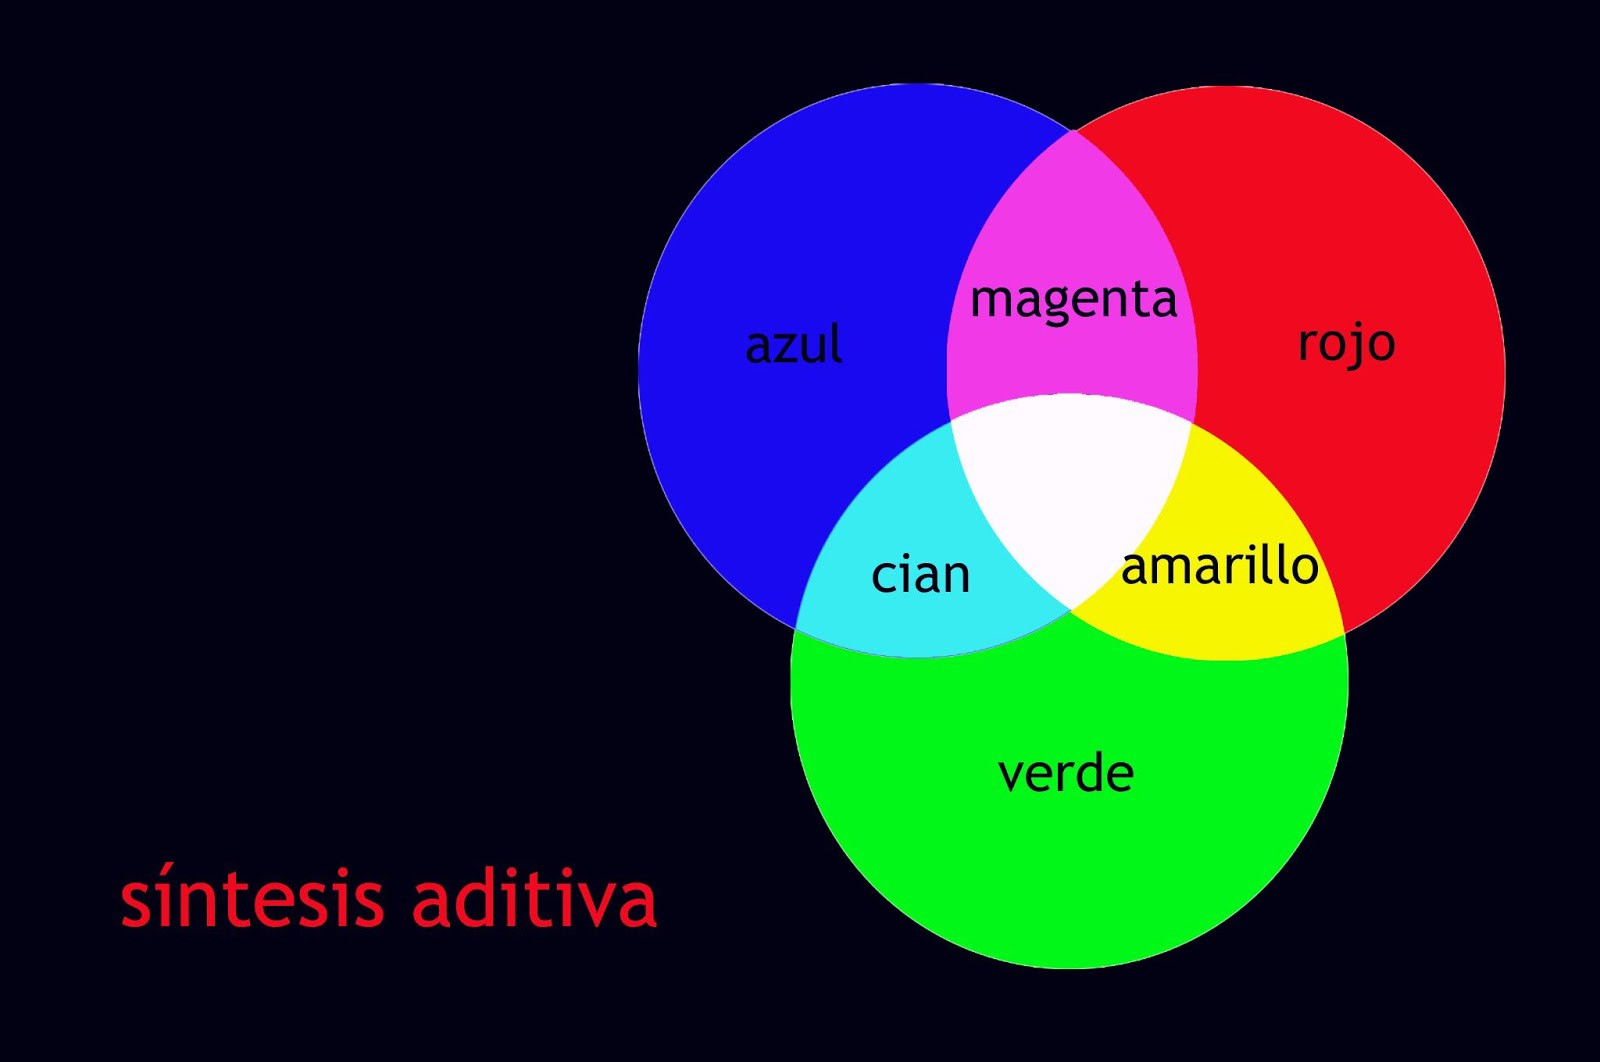 magenta
azul
rojo
cian
amarillo
verde
síntesis aditiva